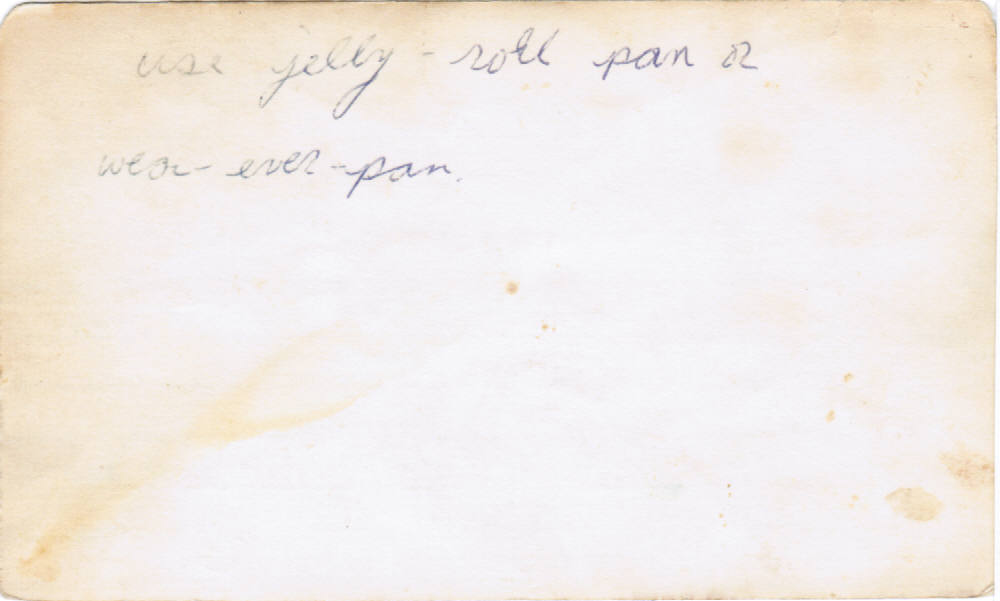 use jelly-roll pan or
wear-ever-pan.